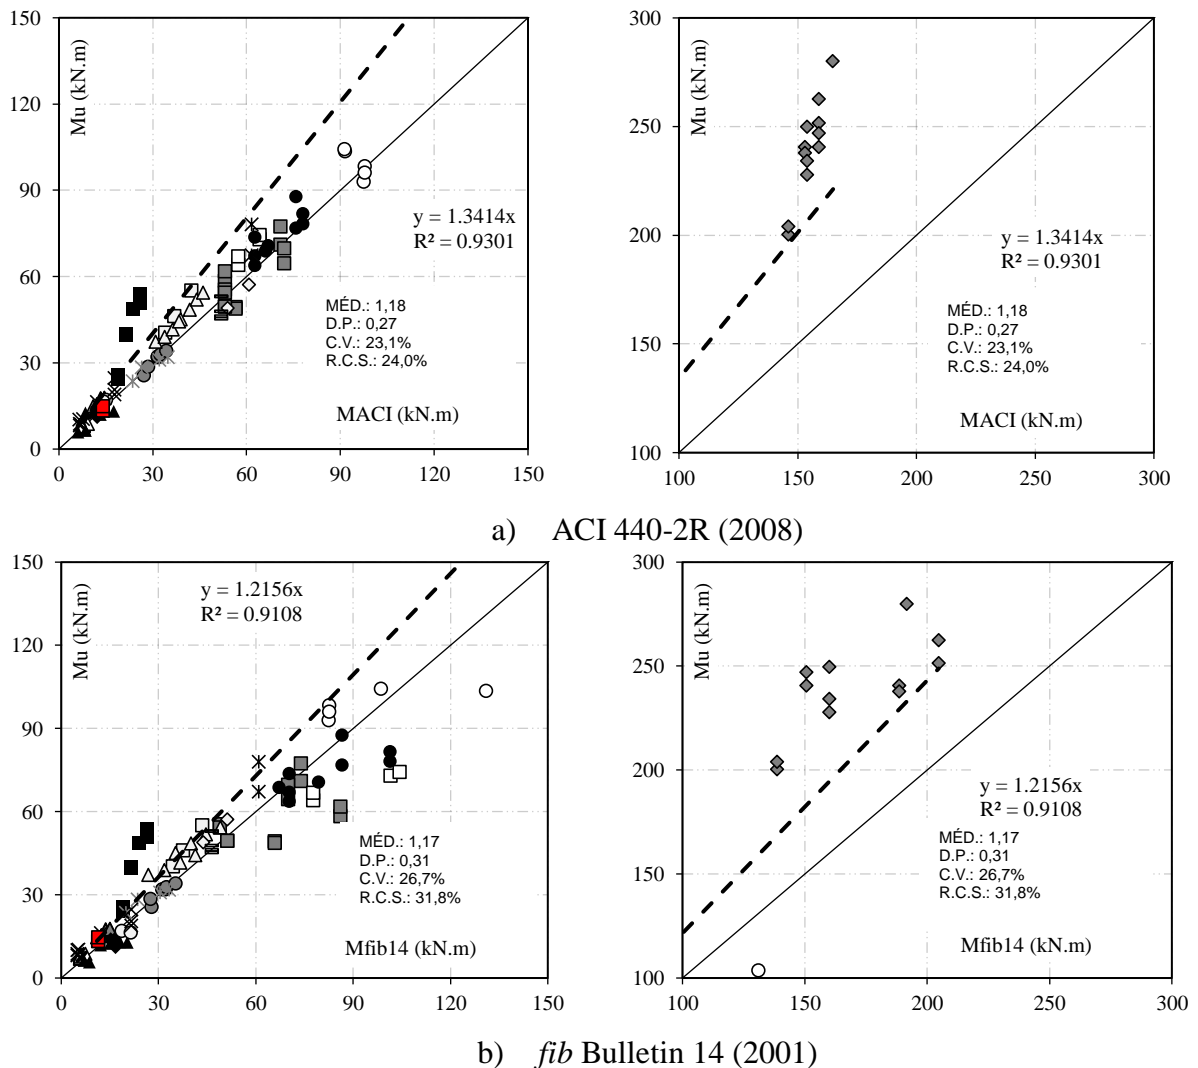 150
120
90
60
30
0
Mu (kN.m)
y = 1.3414x
R² = 0.9301
MÉD.: 1,18
D.P.: 0,27
C.V.: 23,1%
R.C.S.: 24,0%
MACI (kN.m)
0 30 60 90 120 150
300
250
200
150
100
Mu (kN.m)
y = 1.3414x
R² = 0.9301
MÉD.: 1,18
D.P.: 0,27
C.V.: 23,1%
R.C.S.: 24,0%
MACI (kN.m)
100 150 200 250 300
a) ACI 440-2R (2008)
150
120
90
60
30
0
Mu (kN.m)
y = 1.2156x
R² = 0.9108
MÉD.: 1,17
D.P.: 0,31
C.V.: 26,7%
R.C.S.: 31,8%
Mfib14 (kN.m)
0 30 60 90 120 150
300
250
200
150
100
Mu (kN.m)
y = 1.2156x
R² = 0.9108
MÉD.: 1,17
D.P.: 0,31
C.V.: 26,7%
R.C.S.: 31,8%
Mfib14 (kN.m)
100 150 200 250 300
b) fib Bulletin 14 (2001)